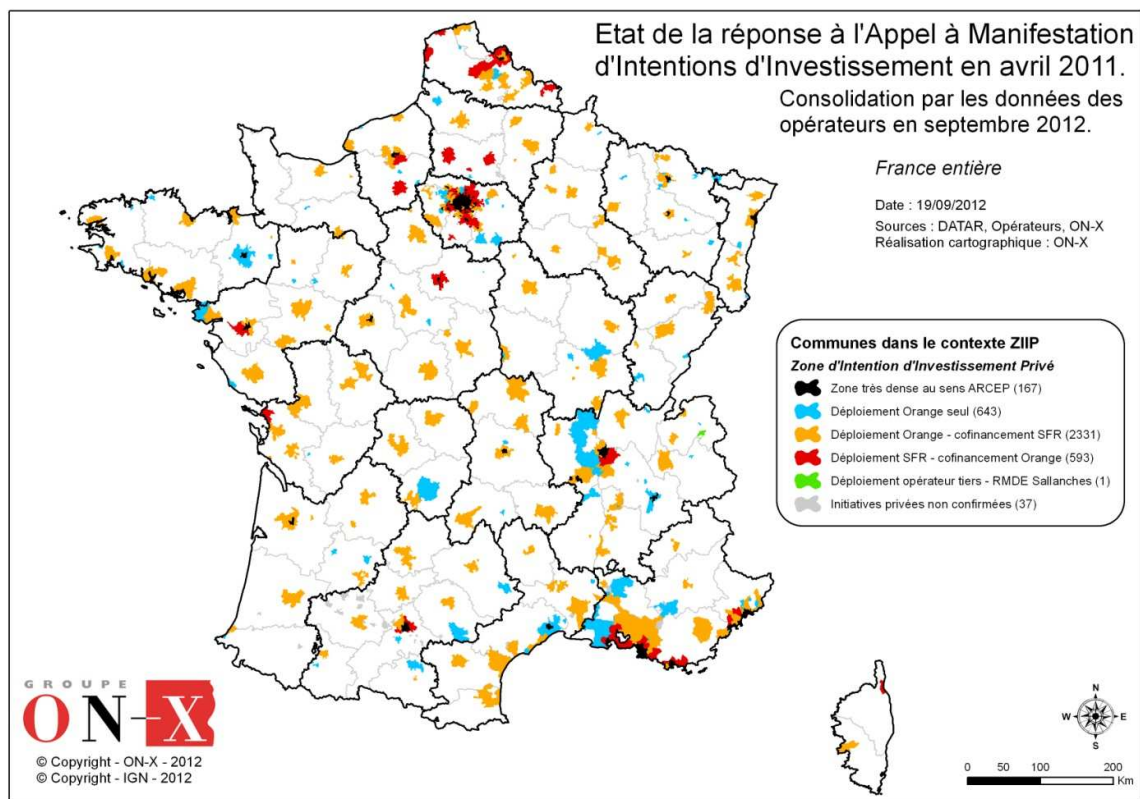 Etat de la réponse à l'Appel à Manifestation
d'Intentions d'Investissement en avril 2011.
Consolidation par les données des
opérateurs en septembre 2012.
France entière
Date : 19/09/2012
Sources : DATAR, Opérateurs, ON-X
Réalisation cartographique : ON-X
Communes dans le contexte ZIIP
Zone d'Intention d'Investissement Privé
Zone très dense au sens ARCEP (167)
Déploiement Orange seul (643)
Déploiement Orange - cofinancement SFR (2331)
Déploiement SFR - cofinancement Orange (593)
Déploiement opérateur tiers - RMDE Sallanches (1)
Initiatives privées non confirmées (37)
GROUPE
ON-X
© Copyright - ON-X - 2012
© Copyright - IGN - 2012
N
W E
S
0 50 100 200
Km